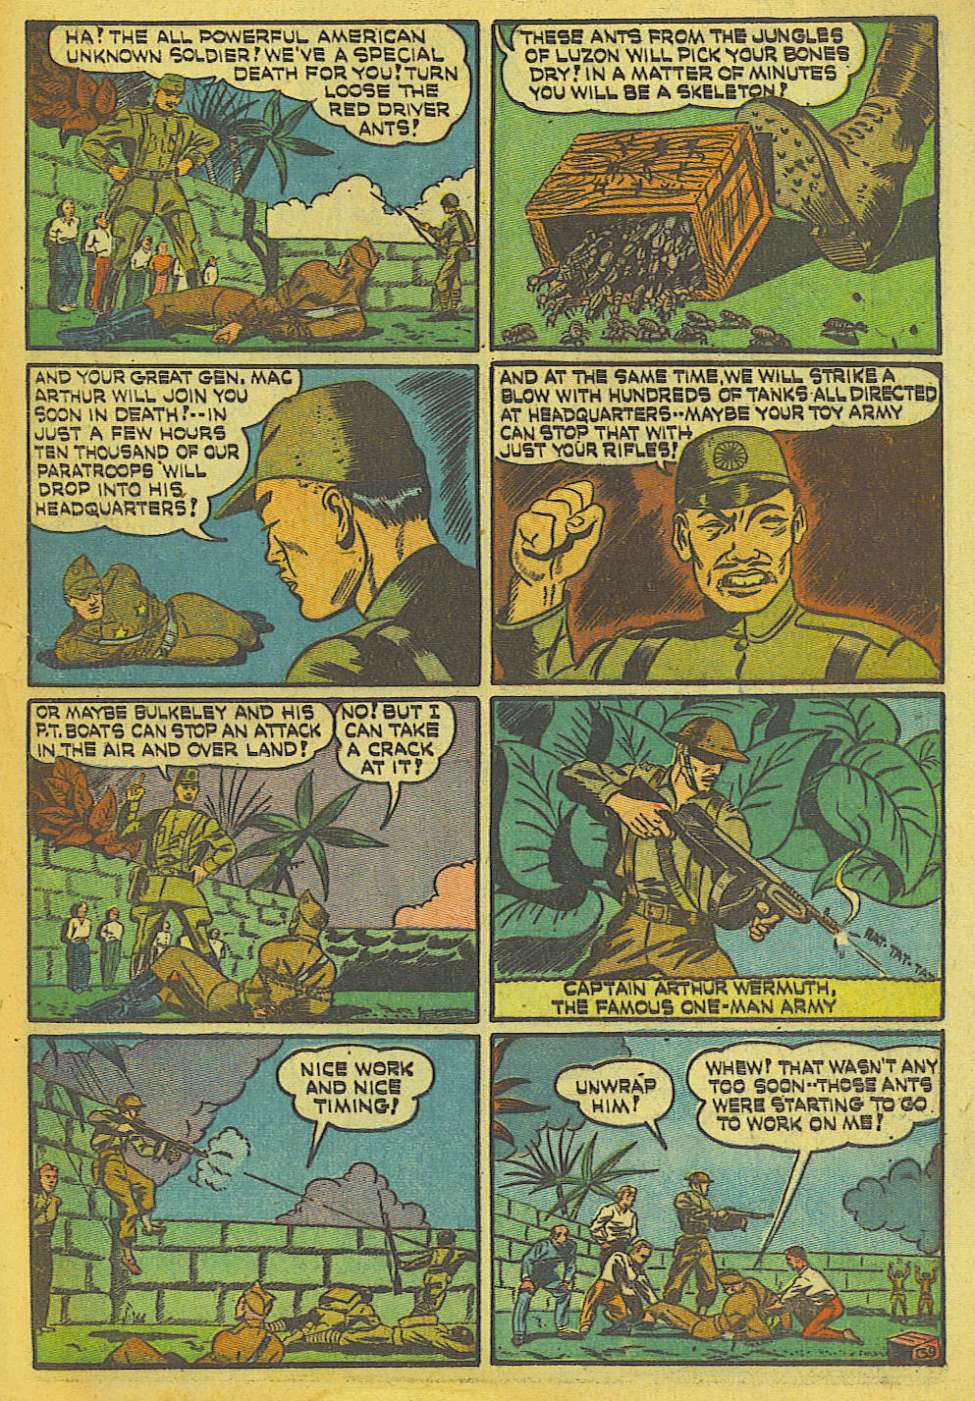 HA! THE ALL POWERFUL AMERICAN
UNKNOWN SOLDIER! WE'VE A SPECIAL
DEATH FOR YOU! TURN
LOOSE THE
RED DRIVER
ANTS!
THESE ANTS FROM THE JUNGLES
OF LUZON WILL PICK YOUR BONES
DRY! IN A MATTER OF MINUTES
YOU WILL BE A SKELETON!
AND YOUR GREAT GEN. MAC
ARTHUR WILL JOIN YOU
SOON IN DEATH!--IN
JUST A FEW HOURS
TEN THOUSAND OF OUR
PARATROOPS WILL
DROP INTO HIS
HEADQUARTERS!
AND AT THE SAME TIME, WE WILL STRIKE A
BLOW WITH HUNDREDS OF TANKS-ALL DIRECTED
AT HEADQUARTERS--MAYBE YOUR TOY ARMY
CAN STOP THAT WITH
JUST YOUR RIFLES!
OR MAYBE BULKELEY AND HIS
P.T. BOATS CAN STOP AN ATTACK
IN THE AIR AND OVER LAND!
NO! BUT I
CAN TAKE
A CRACK
AT IT!
RAT-TAT-TAT
CAPTAIN ARTHUR WERMUTH,
THE FAMOUS ONE-MAN ARMY
NICE WORK
AND NICE
TIMING!
UNWRAP
HIM!
WHEW! THAT WASN'T ANY
TOO SOON--THOSE ANTS
WERE STARTING TO GO
TO WORK ON ME!